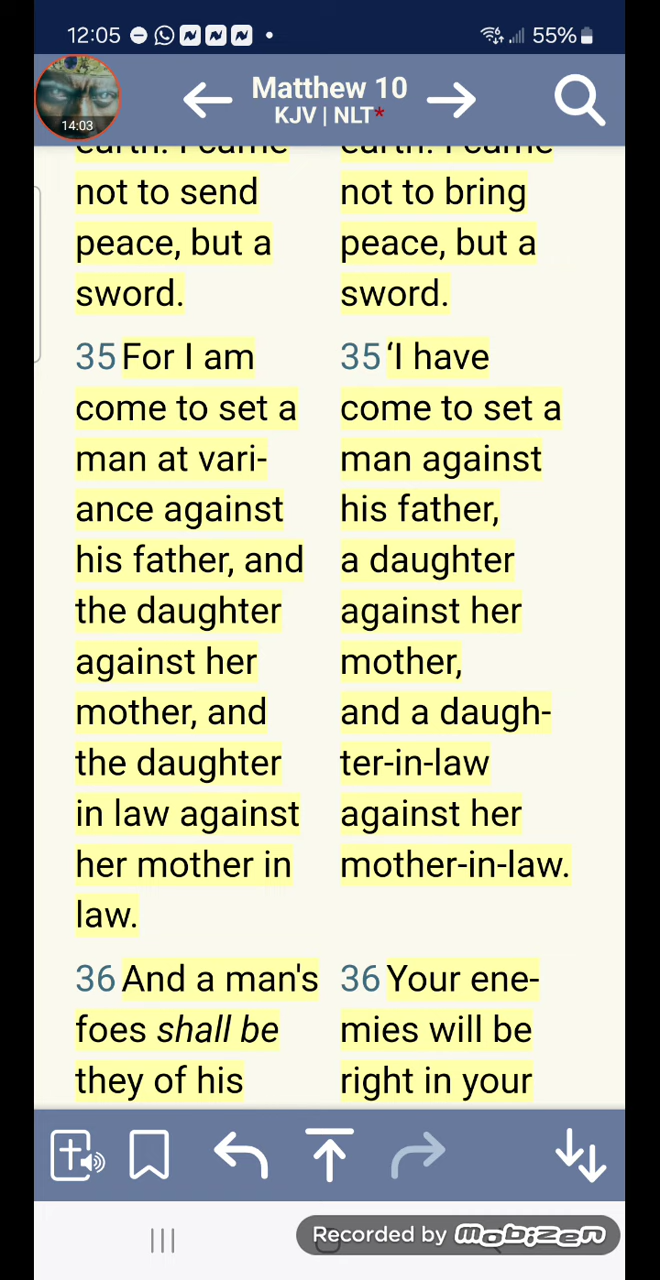 12:05
55%
14:03
Matthew 10
KJV | NLT*
earth: I came
not to send
peace, but a
sword.
35 For I am
come to set a
man at vari-
ance against
his father, and
the daughter
against her
mother, and
the daughter
in law against
her mother in
law.
36 And a man's
foes shall be
they of his
earth! I came
not to bring
peace, but a
sword.
35 ‘I have
come to set a
man against
his father,
a daughter
against her
mother,
and a daugh-
ter-in-law
against her
mother-in-law.
36 Your ene-
mies will be
right in your
Recorded by mobizen